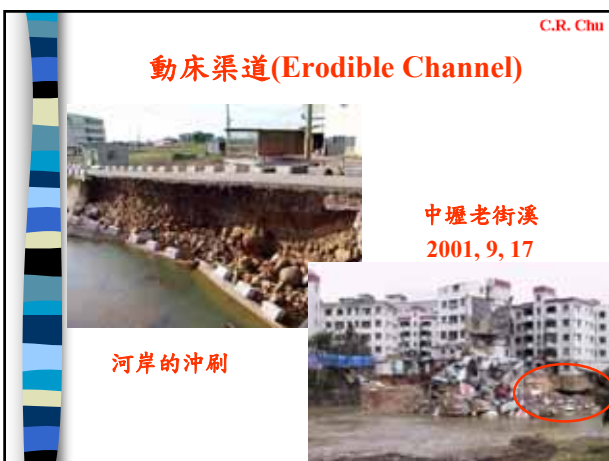 C.R. Chu
動床渠道(Erodible Channel)
中壢老街溪
2001, 9, 17
河岸的沖刷